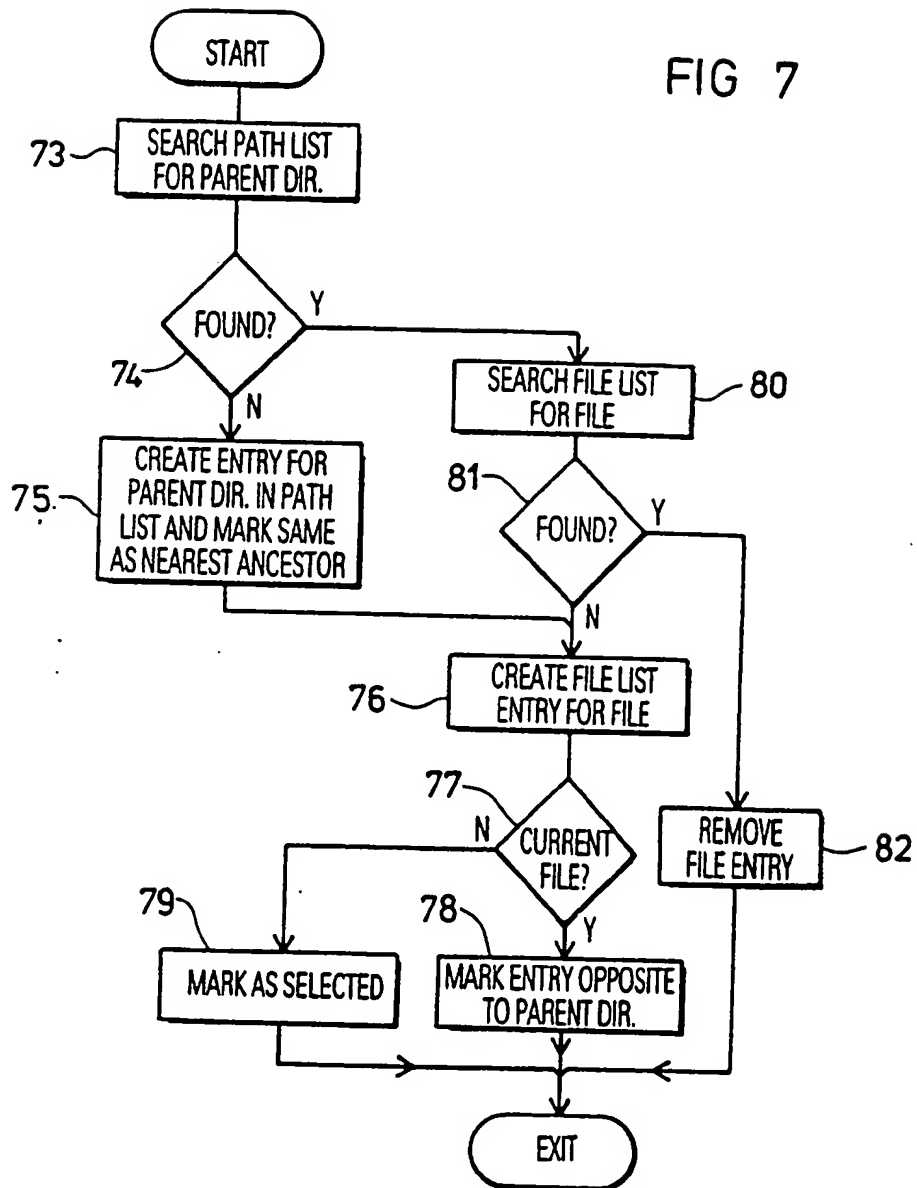 START
FIG 7
73
SEARCH PATH LIST
FOR PARENT DIR.
FOUND?
Y
74
N
SEARCH FILE LIST
FOR FILE
80
75
CREATE ENTRY FOR
PARENT DIR. IN PATH
LIST AND MARK SAME
AS NEAREST ANCESTOR
81
FOUND?
Y
N
76
CREATE FILE LIST
ENTRY FOR FILE
77
N
CURRENT
FILE?
Y
REMOVE
FILE ENTRY
82
79
MARK AS SELECTED
78
MARK ENTRY OPPOSITE
TO PARENT DIR.
EXIT